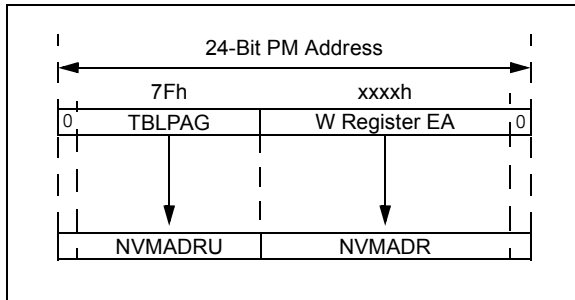 24-Bit PM Address
7Fh xxxxh
0 TBLPAG W Register EA 0
NVMADRU NVMADR